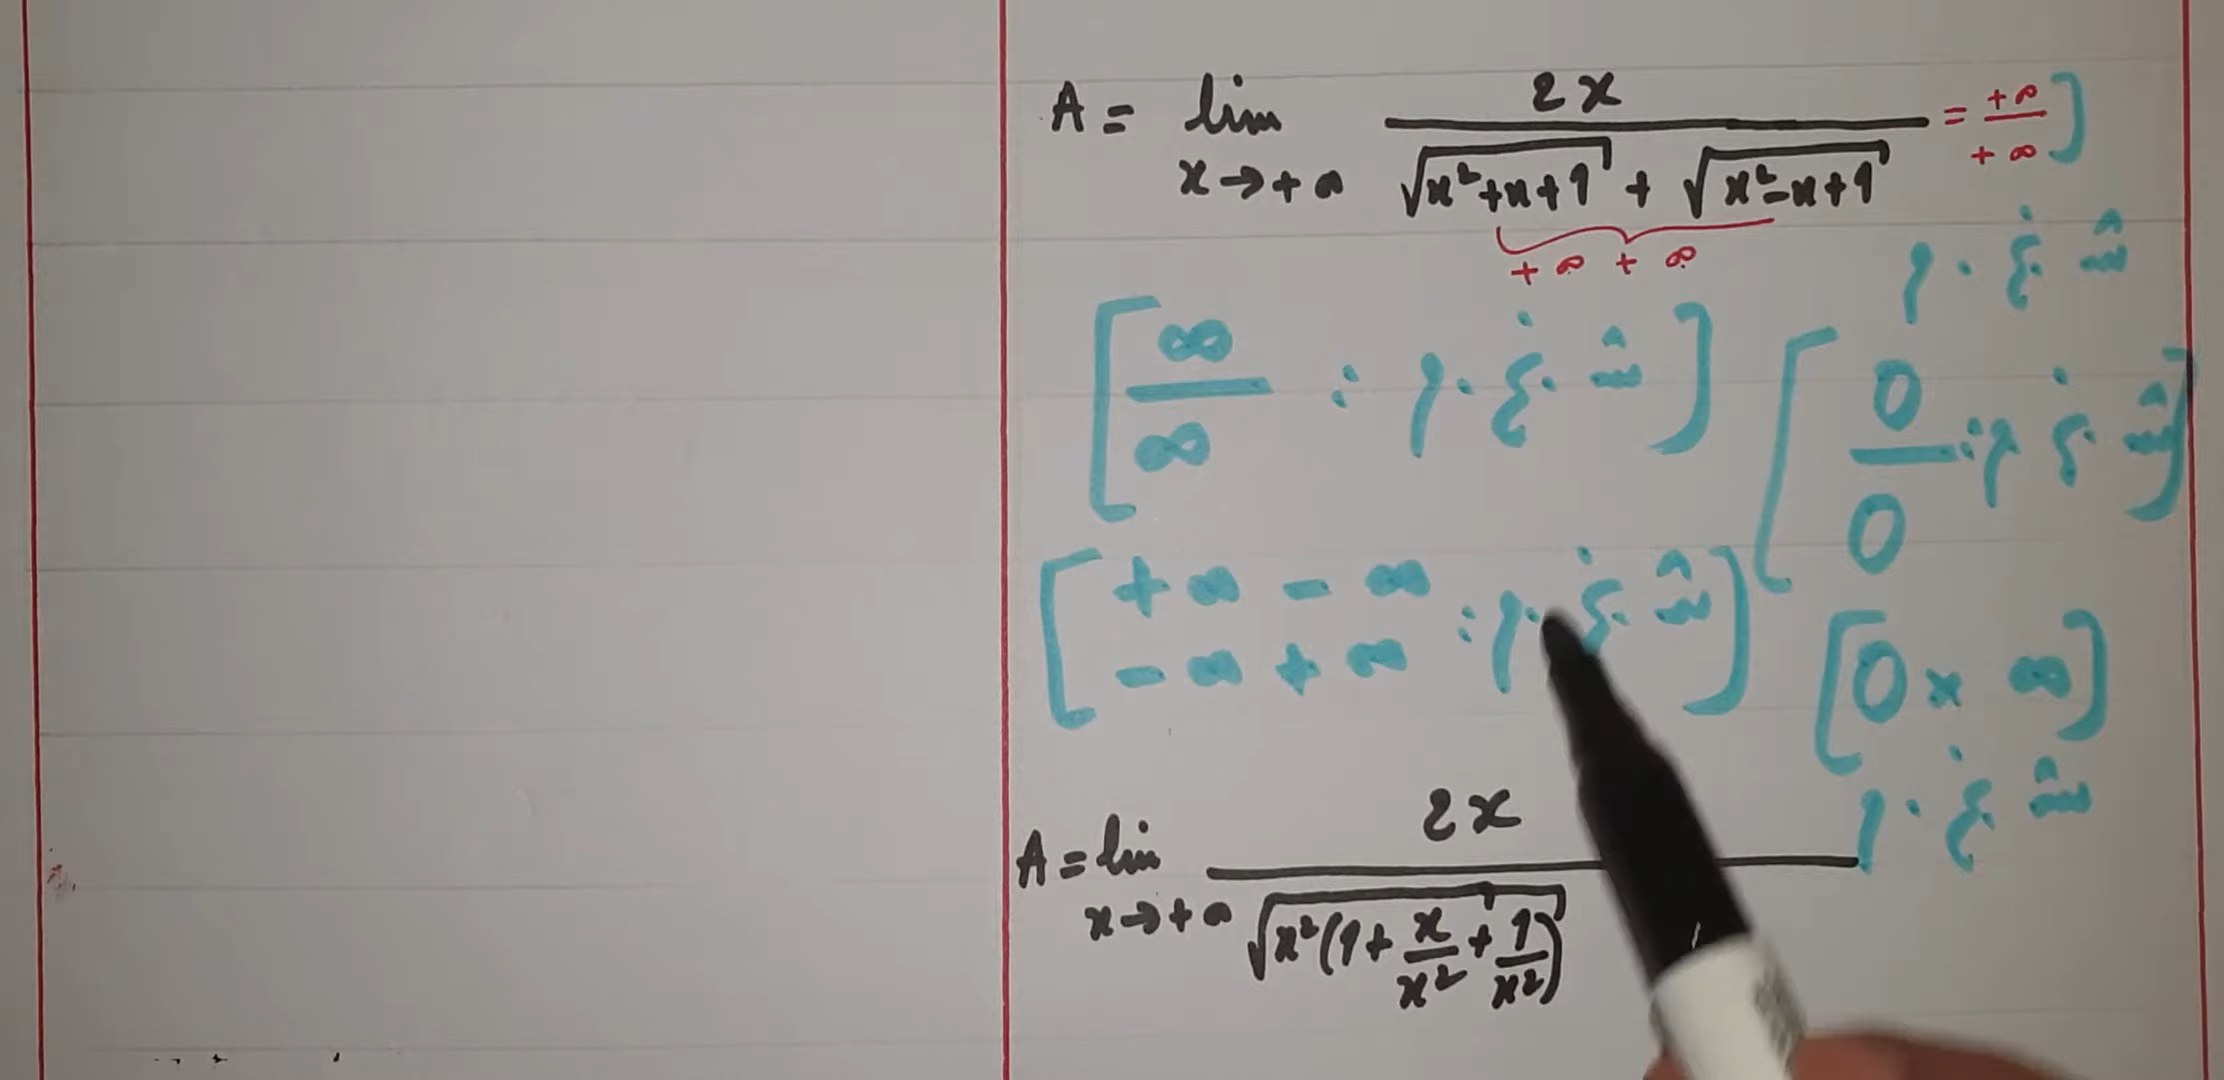 A = lim 2x / (√(x²+x+1) + √(x²-x+1)) = +∞ / +∞ ]
x→+∞
+∞ + ∞
[ ∞/∞ : ]
[ 0/0 : ]
[ +∞ - ∞
- ∞ + ∞ : ]
[ 0 × ∞ ]
A = lim 2x / √(x²(1 + x/x² + 1/x²))
x→+∞